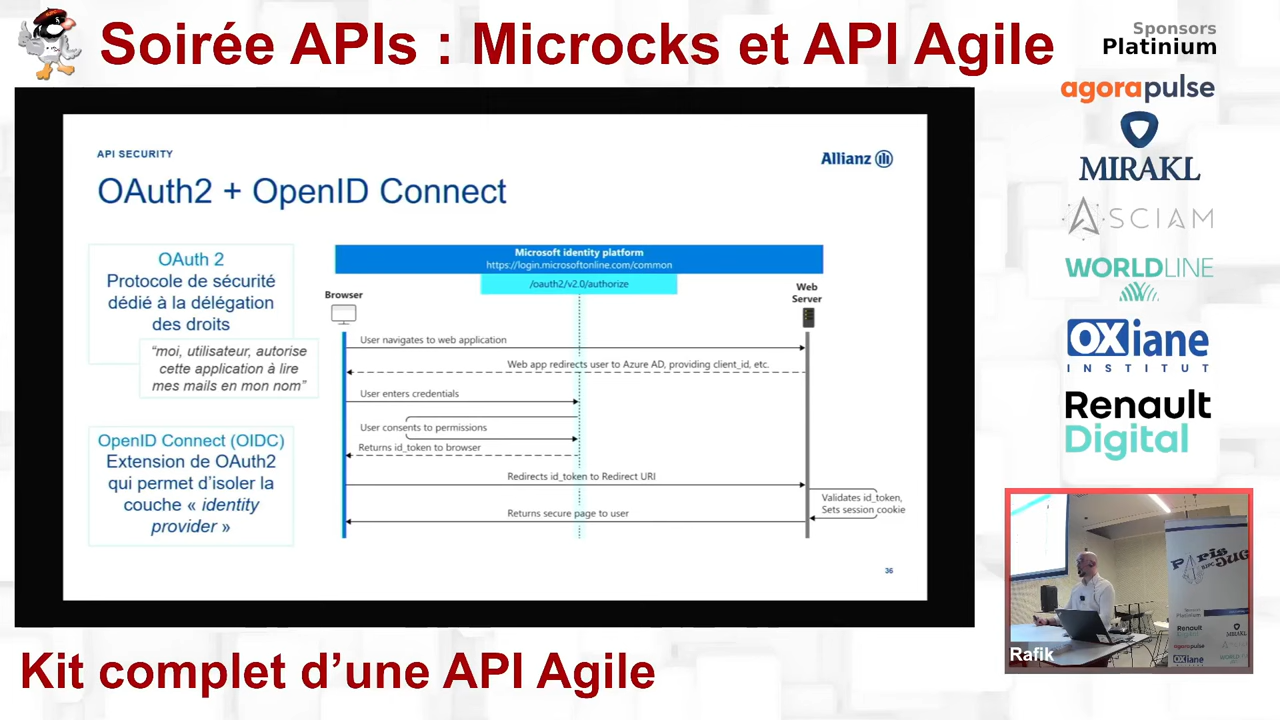 Soirée APIs : Microcks et API Agile
Sponsors
Platinium
agorapulse
MIRAKL
ASCIAM
WORLDLINE
OXiane
INSTITUT
Renault
Digital
API SECURITY
Allianz
OAuth2 + OpenID Connect
OAuth 2
Protocole de sécurité
dédié à la délégation
des droits
“moi, utilisateur, autorise
cette application à lire
mes mails en mon nom”
OpenID Connect (OIDC)
Extension de OAuth2
qui permet d’isoler la
couche « identity
provider »
Microsoft identity platform
https://login.microsoftonline.com/common
/oauth2/v2.0/authorize
Browser
Web
Server
User navigates to web application
Web app redirects user to Azure AD, providing client_id, etc.
User enters credentials
User consents to permissions
Returns id_token to browser
Redirects id_token to Redirect URI
Validates id_token,
Sets session cookie
Returns secure page to user
36
Paris
JUG
Platinium
Renault
MIRAKL
OXiane
Rafik
Kit complet d’une API Agile